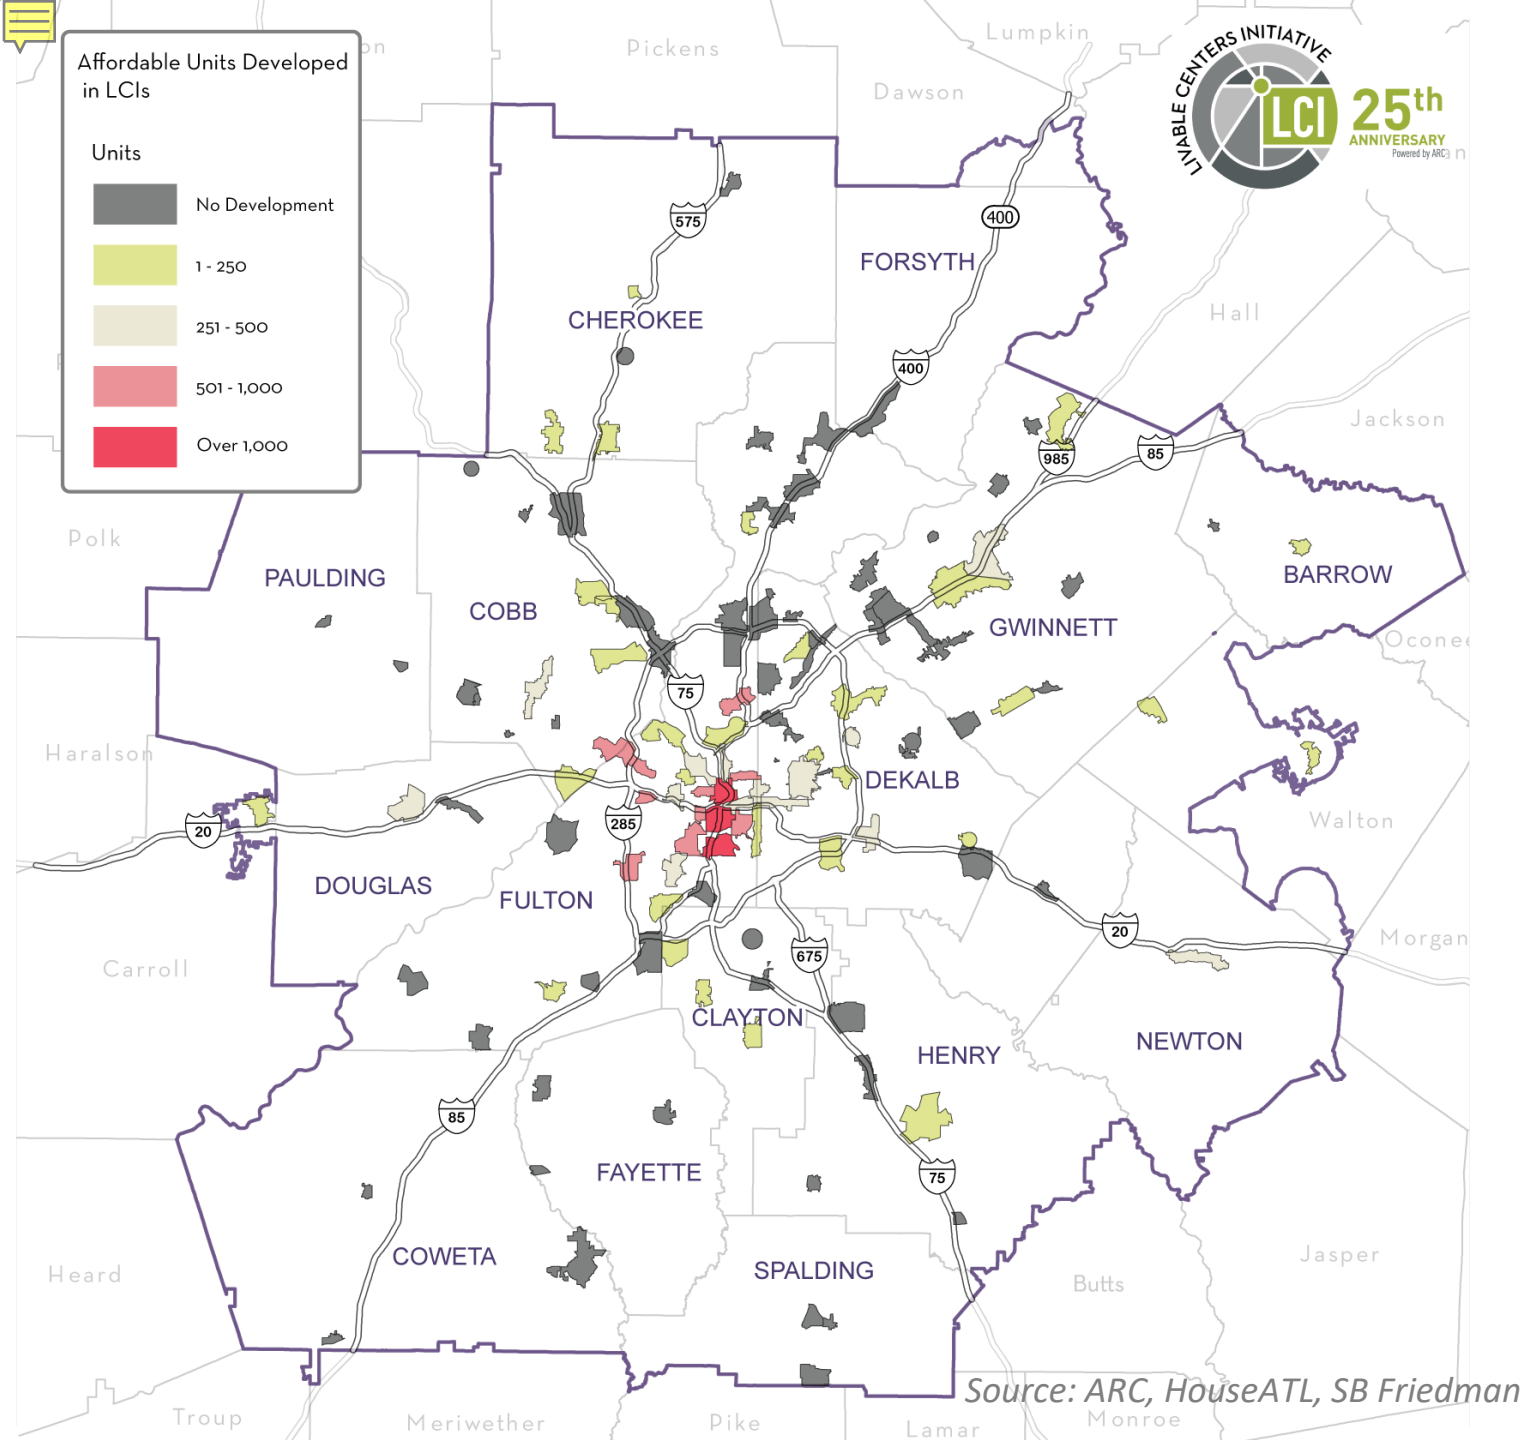 Affordable Units Developed
in LCIs
Units
No Development
1 - 250
251 - 500
501 - 1,000
Over 1,000
LIVABLE CENTERS INITIATIVE
LCI
25th
ANNIVERSARY
Powered by ARC
Pickens
Lumpkin
Dawson
575
400
FORSYTH
CHEROKEE
Hall
400
Jackson
985
85
Polk
PAULDING
COBB
BARROW
GWINNETT
Oconee
75
Haralson
DEKALB
20
285
Walton
DOUGLAS
FULTON
20
Morgan
675
Carroll
CLAYTON
NEWTON
HENRY
85
FAYETTE
75
COWETA
SPALDING
Jasper
Heard
Butts
Source: ARC, HouseATL, SB Friedman
Troup
Meriwether
Pike
Lamar
Monroe